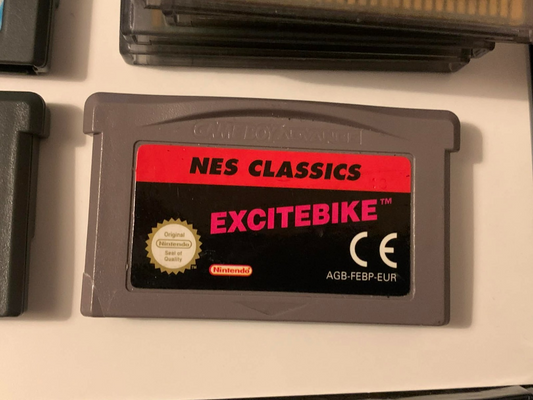 GAME BOY ADVANCE
NES CLASSICS
EXCITEBIKE™
Original
Nintendo
Seal of
Quality
Nintendo
CE
AGB-FEBP-EUR